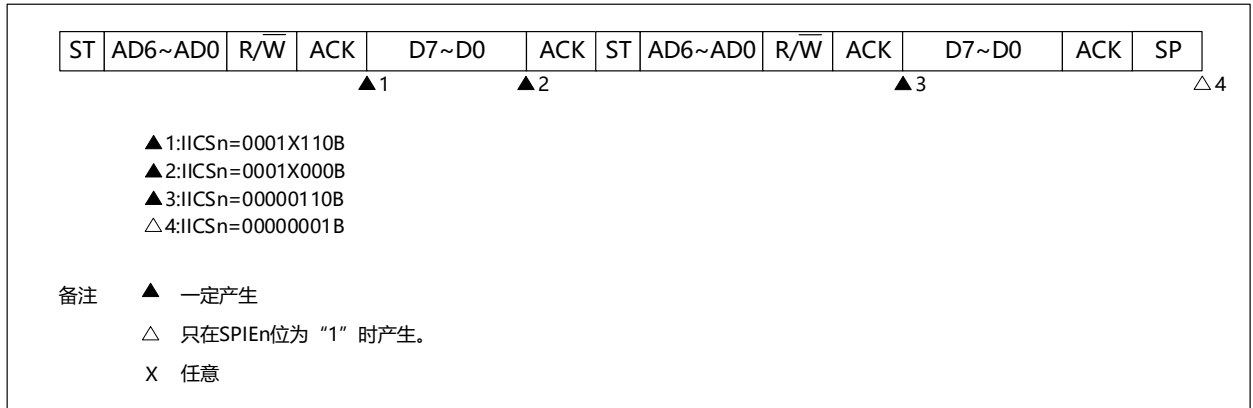 ST AD6~AD0 R/W̅ ACK D7~D0 ACK ST AD6~AD0 R/W̅ ACK D7~D0 ACK SP
▲1 ▲2 ▲3 △4
▲1:IICSn=0001X110B
▲2:IICSn=0001X000B
▲3:IICSn=00000110B
△4:IICSn=00000001B
备注 ▲ 一定产生
△ 只在SPIEn位为“1”时产生。
X 任意